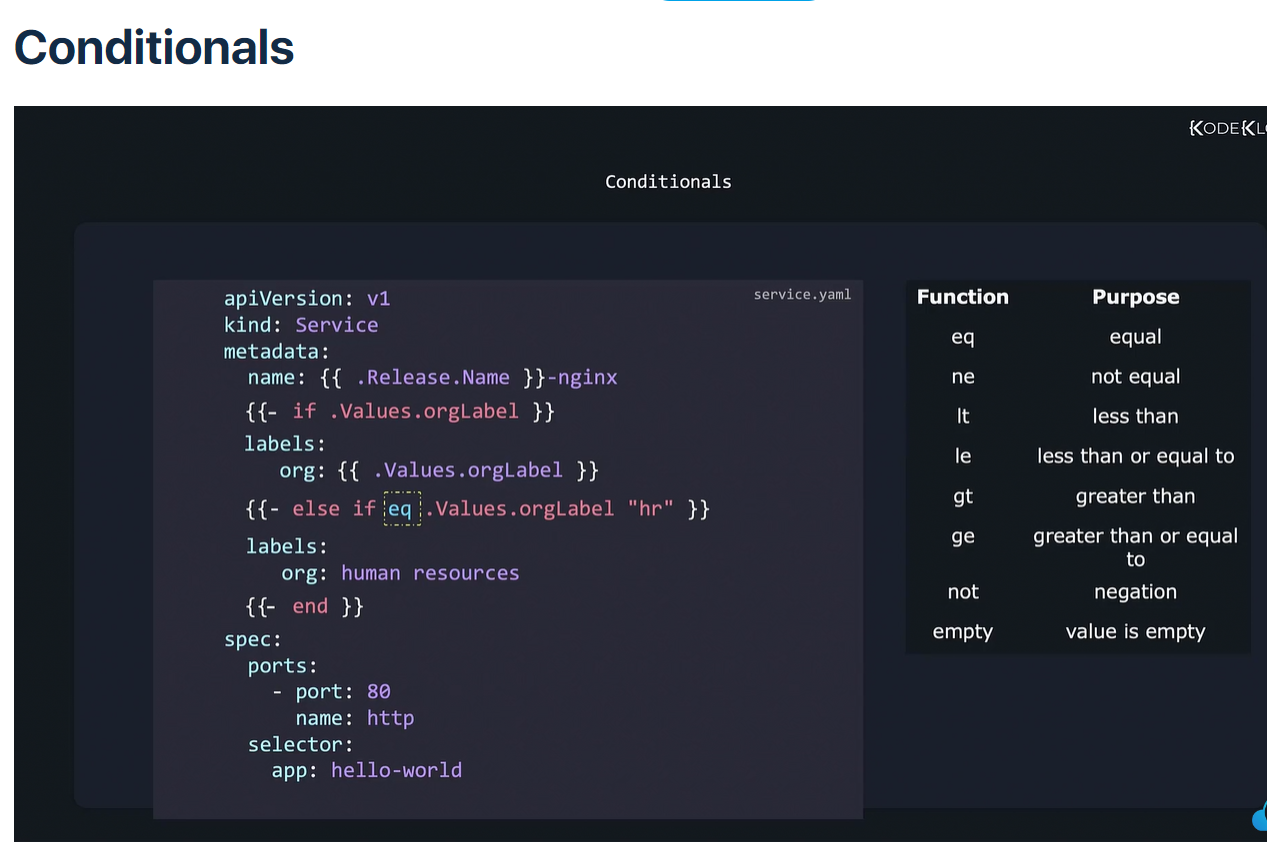 Conditionals
Conditionals
service.yaml
apiVersion: v1
kind: Service
metadata:
  name: {{ .Release.Name }}-nginx
  {{- if .Values.orgLabel }}
  labels:
     org: {{ .Values.orgLabel }}
  {{- else if eq .Values.orgLabel "hr" }}
  labels:
     org: human resources
  {{- end }}
spec:
  ports:
    - port: 80
      name: http
  selector:
    app: hello-world
Function Purpose
eq equal
ne not equal
lt less than
le less than or equal to
gt greater than
ge greater than or equal
to
not negation
empty value is empty